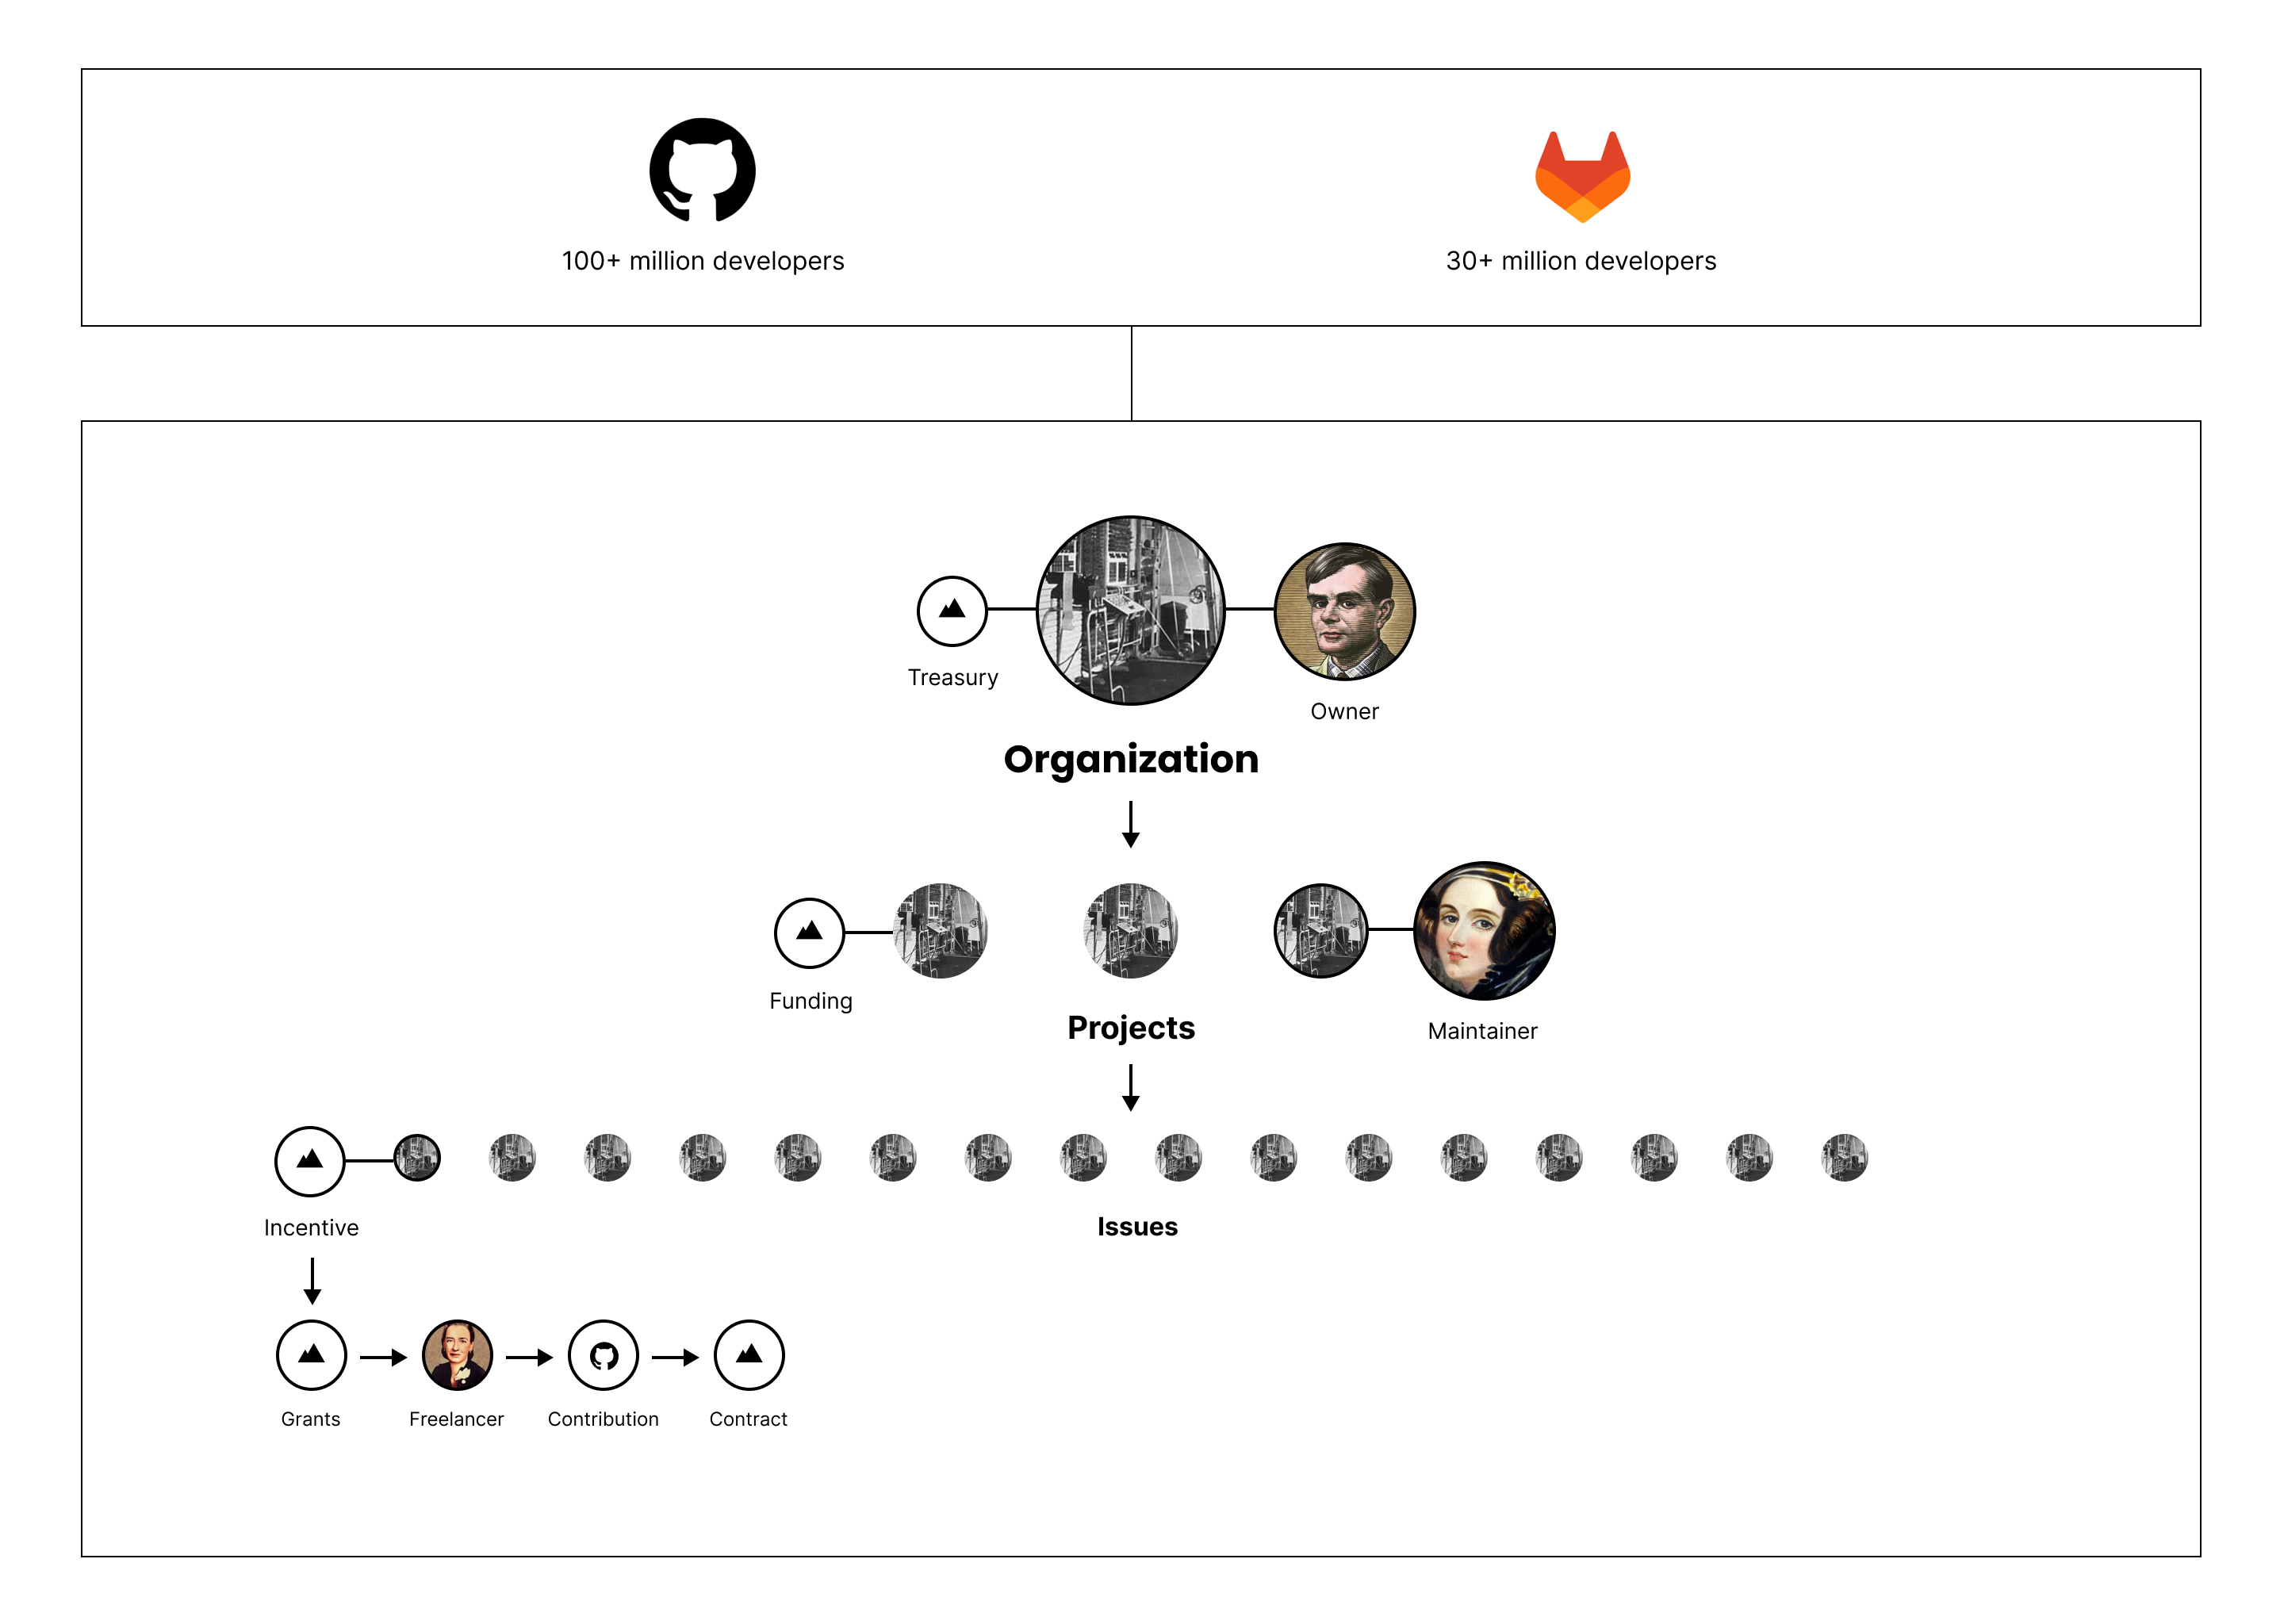 100+ million developers
30+ million developers
Treasury
Owner
Organization
Funding
Projects
Maintainer
Incentive
Issues
Grants
Freelancer
Contribution
Contract